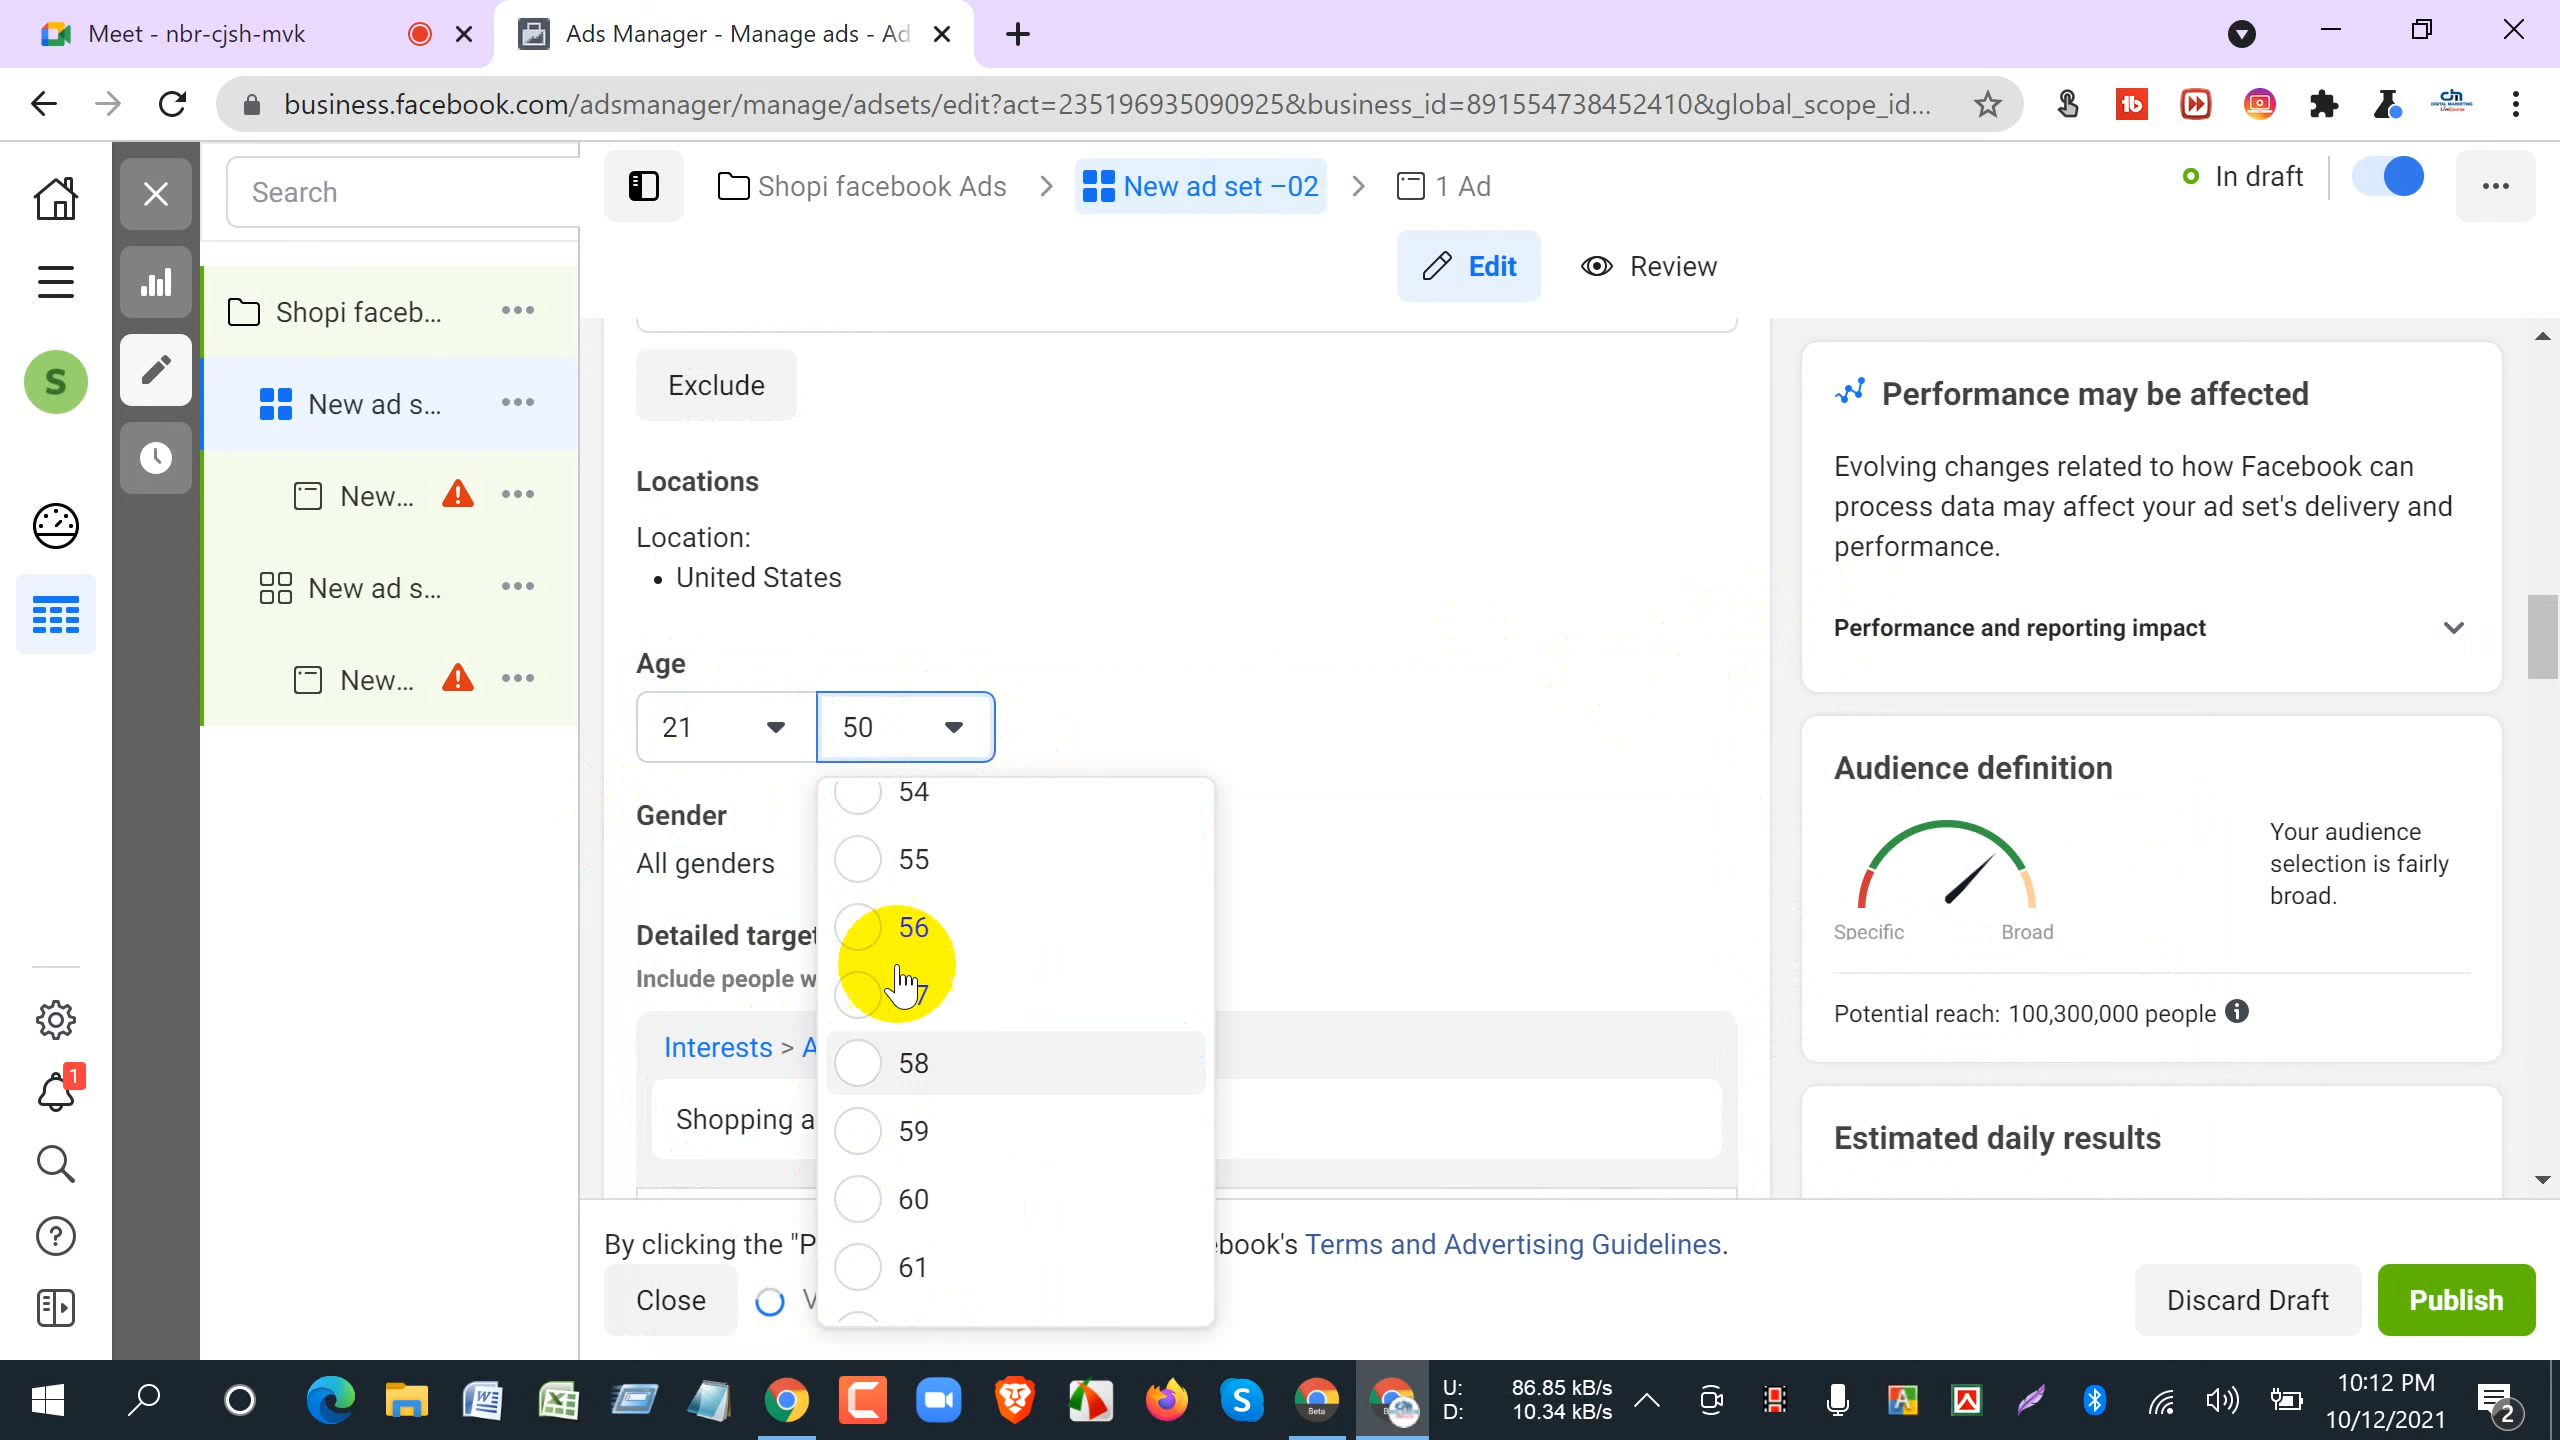 Meet - nbr-cjsh-mvk
Ads Manager - Manage ads - Ad
business.facebook.com/adsmanager/manage/adsets/edit?act=235196935090925&business_id=891554738452410&global_scope_id...
Search
Shopi facebook Ads
New ad set –02
1 Ad
In draft
Edit
Review
S
Shopi faceb...
New ad s...
New...
New ad s...
New...
1
Exclude
Locations
Location:
• United States
Age
21
50
54
55
56
7
58
59
60
61
Gender
All genders
Detailed target
Include people w
Interests > A
Shopping a
Performance may be affected
Evolving changes related to how Facebook can
process data may affect your ad set's delivery and
performance.
Performance and reporting impact
Audience definition
Your audience
selection is fairly
broad.
Specific
Broad
Potential reach: 100,300,000 people
Estimated daily results
By clicking the "P
book's Terms and Advertising Guidelines.
Close
Discard Draft
Publish
U: 86.85 kB/s
D: 10.34 kB/s
10:12 PM
10/12/2021
2